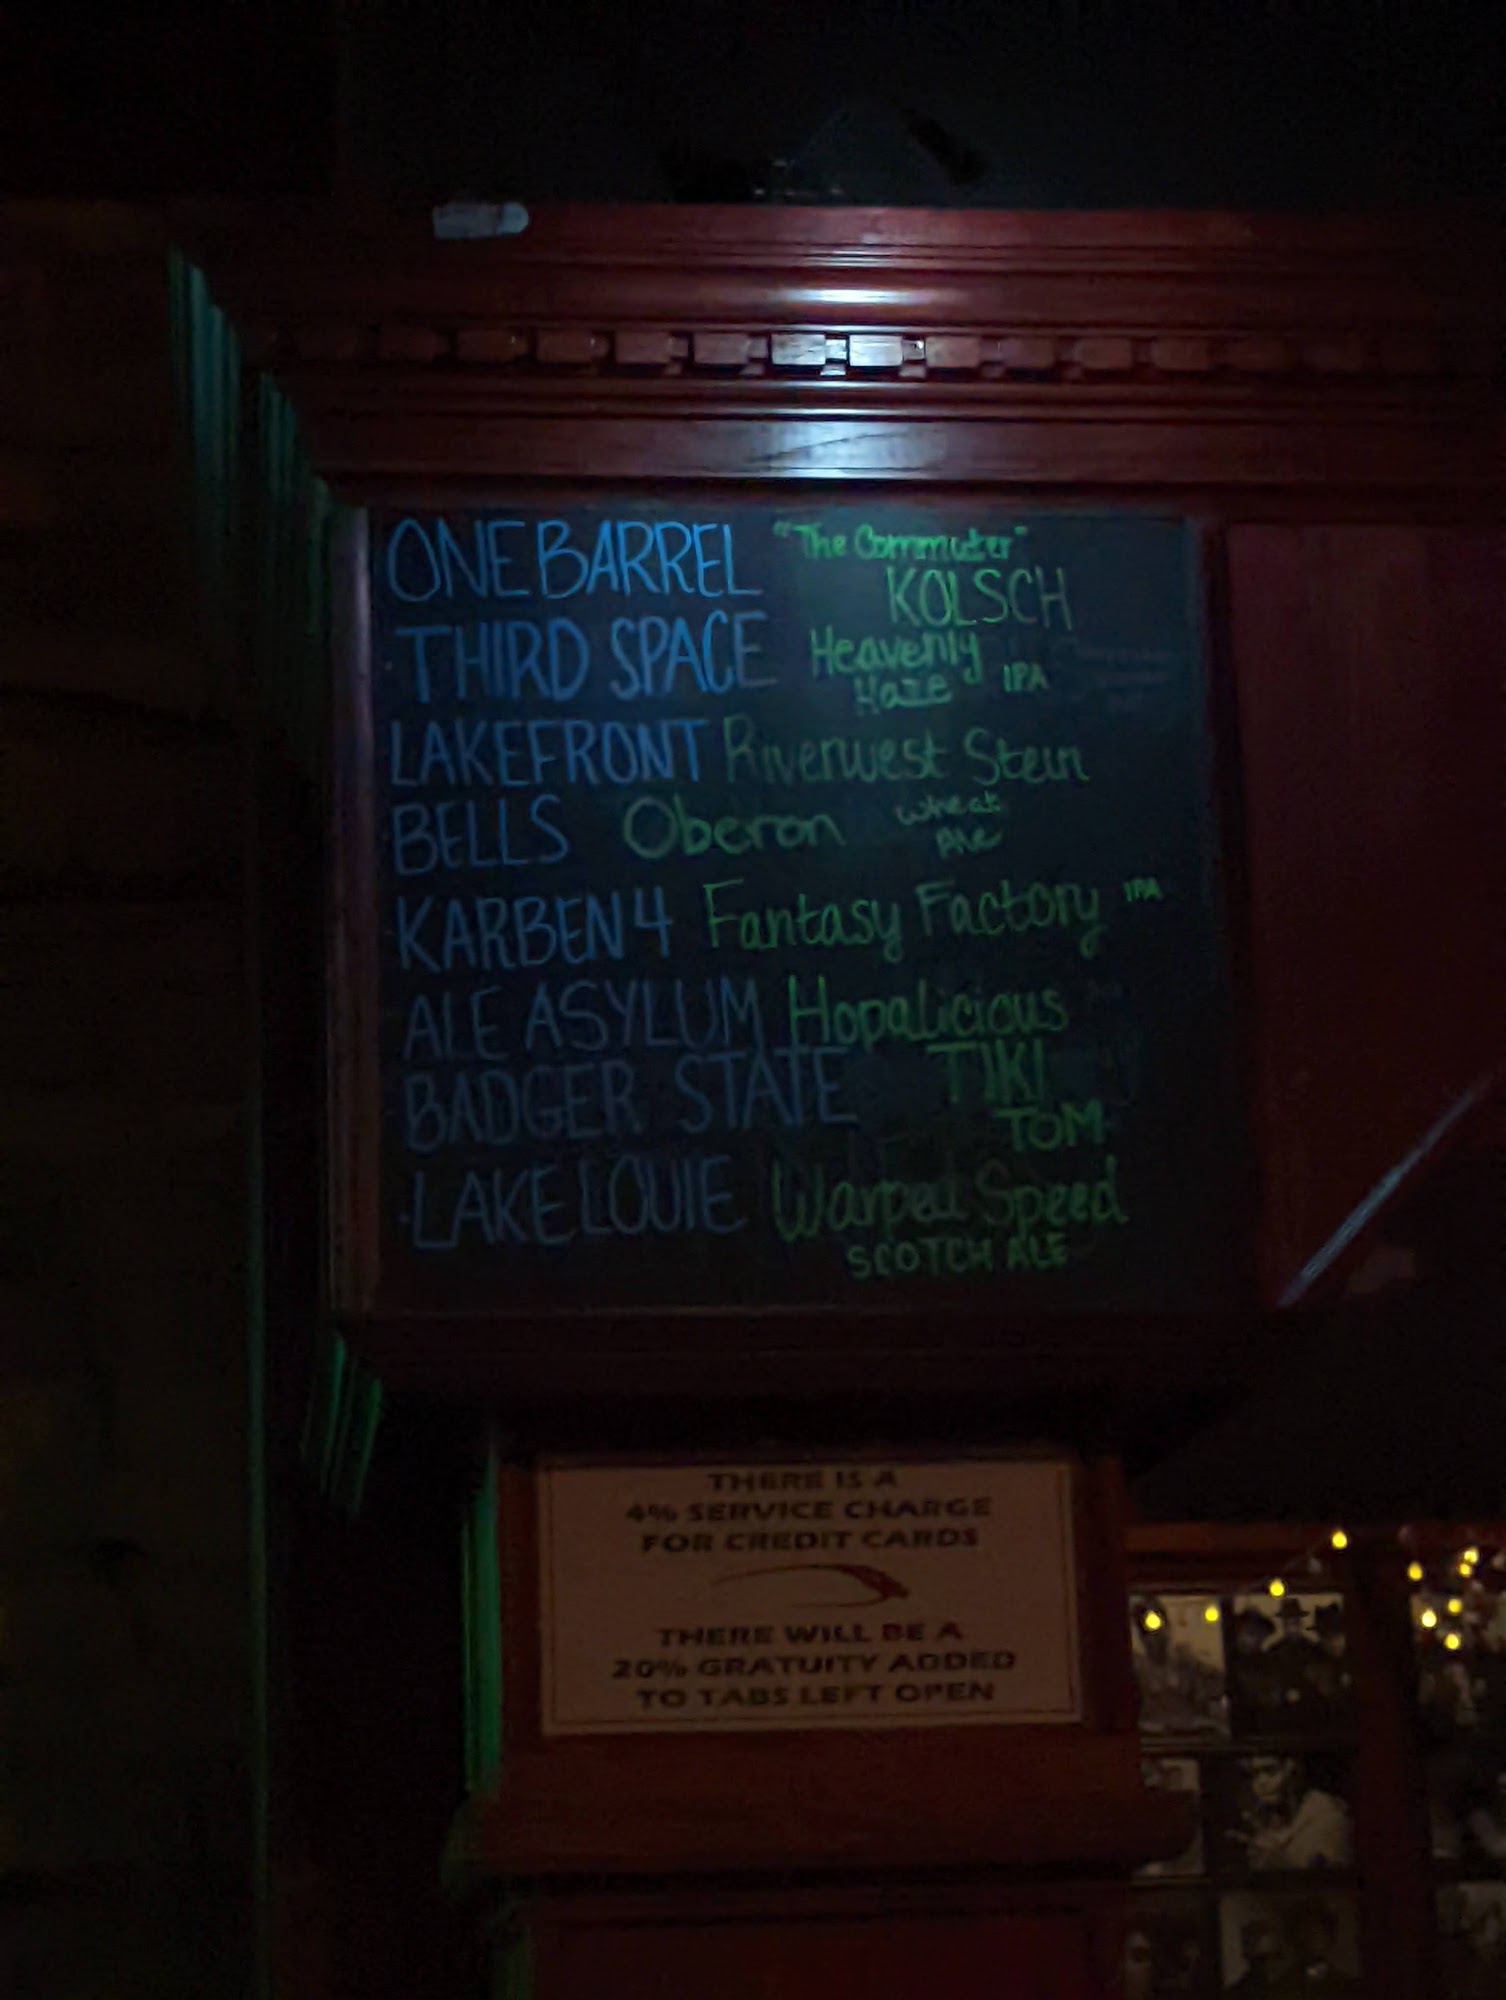 ONE BARREL "The Commuter"
KOLSCH
THIRD SPACE Heavenly
Haze IPA
LAKEFRONT Riverwest Stein
BELLS Oberon Wheat
Ale
KARBEN4 Fantasy Factory IPA
ALE ASYLUM Hopalicious
BADGER STATE TIKI
TOM
LAKE LOUIE Warped Speed
SCOTCH ALE
THERE IS A
4% SERVICE CHARGE
FOR CREDIT CARDS
THERE WILL BE A
20% GRATUITY ADDED
TO TABS LEFT OPEN